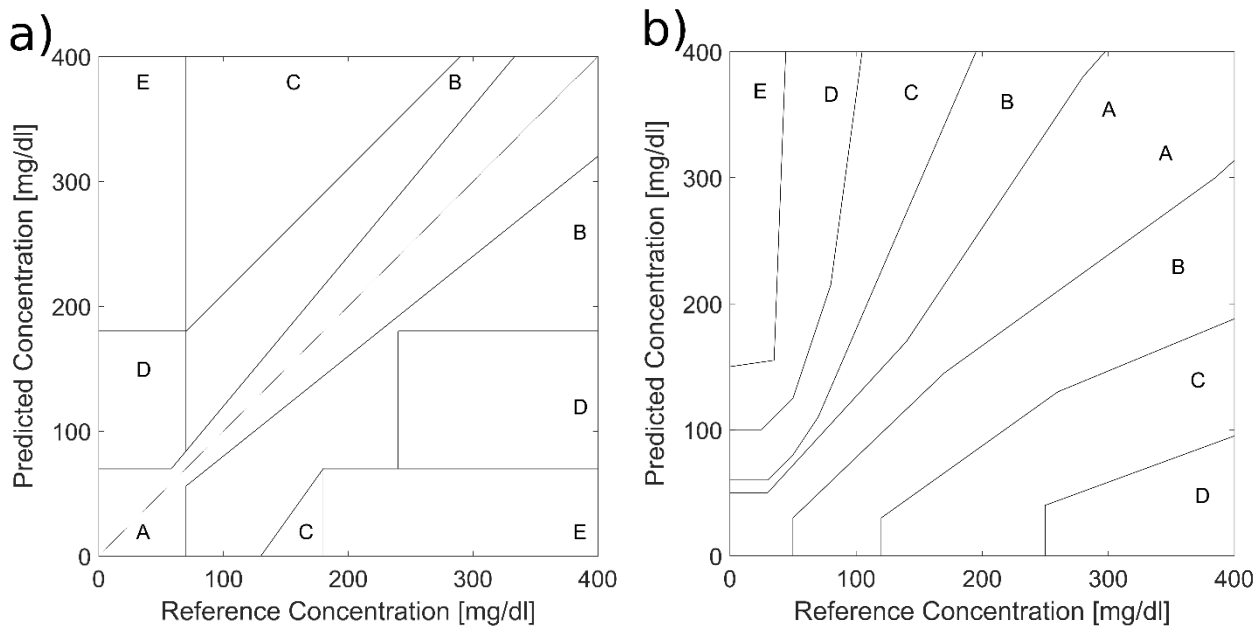 a)
E
C
B
D
A
C
B
D
E
400
300
200
100
0
0
100
200
300
400
Predicted Concentration [mg/dl]
Reference Concentration [mg/dl]
b)
E
D
C
B
A
A
B
C
D
400
300
200
100
0
0
100
200
300
400
Predicted Concentration [mg/dl]
Reference Concentration [mg/dl]